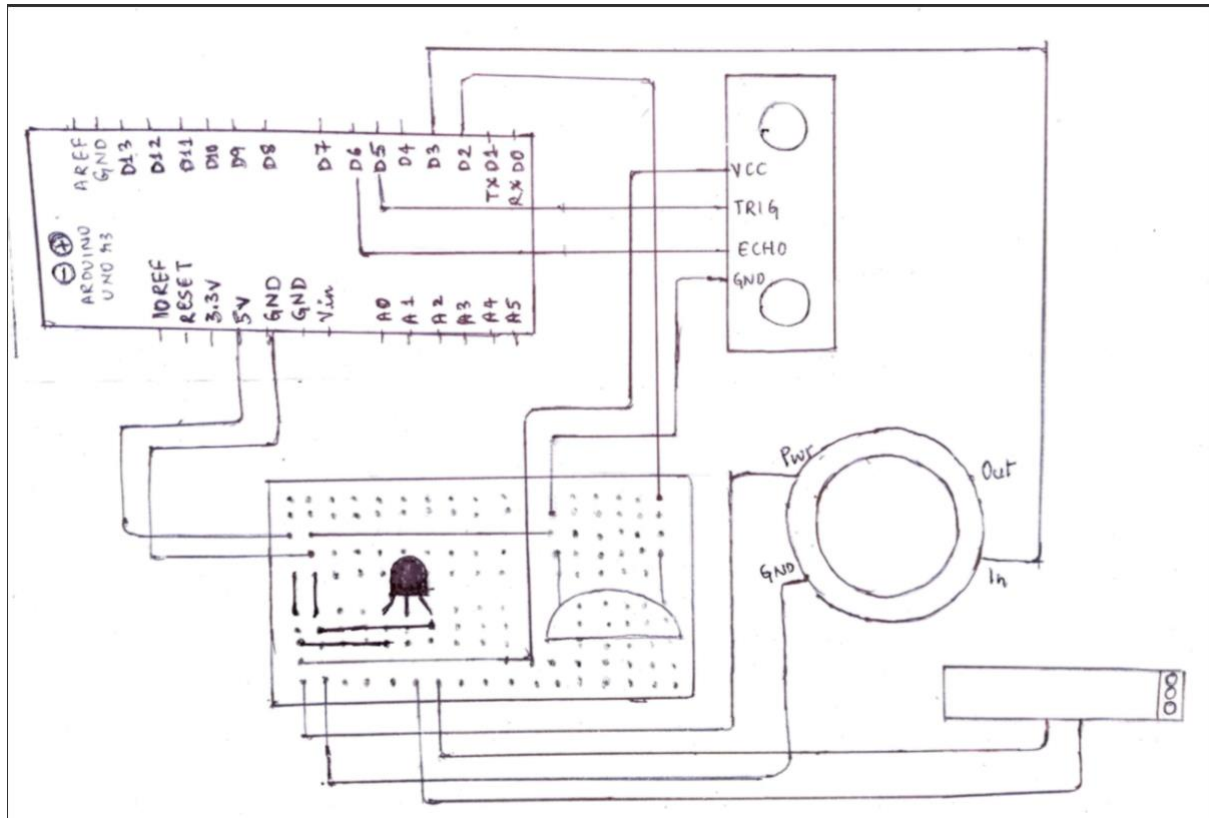 AREF
GND
D13
D12
D11
D10
D9
D8
D7
D6
D5
D4
D3
D2
TX D1
RX D0
ARDUINO
UNO r3
IOREF
RESET
3.3V
5V
GND
GND
Vin
A0
A1
A2
A3
A4
A5
VCC
TRIG
ECHO
GND
Pwr
Out
GND
In